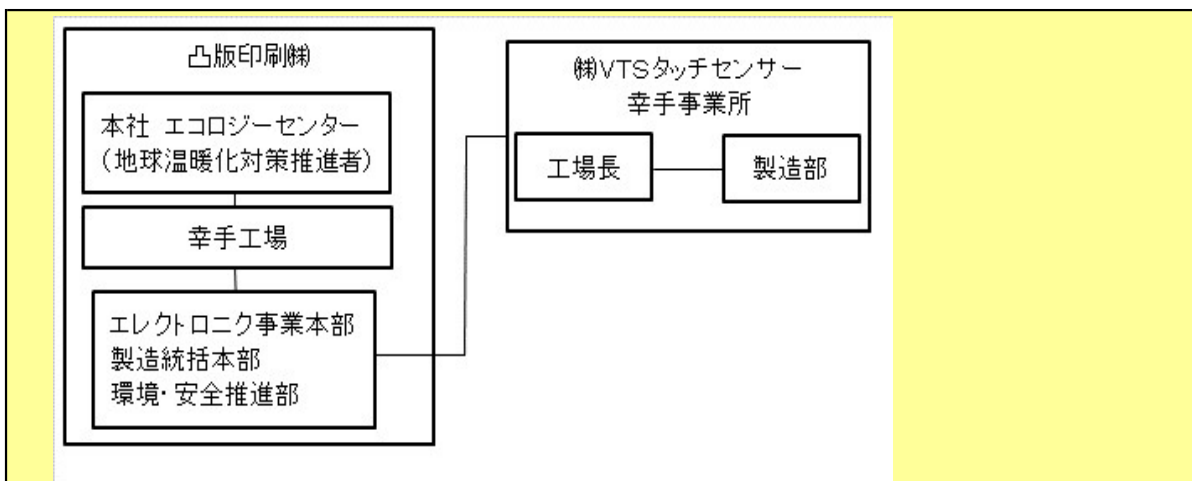 凸版印刷㈱
本社 エコロジーセンター
(地球温暖化対策推進者)
幸手工場
エレクトロニク事業本部
製造統括本部
環境・安全推進部
㈱VTSタッチセンサー
幸手事業所
工場長
製造部